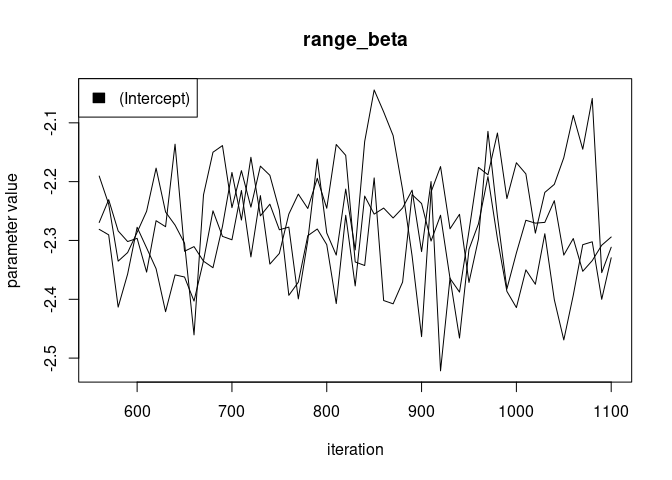 range_beta
(Intercept)
parameter value
-2.1
-2.2
-2.3
-2.4
-2.5
600 700 800 900 1000 1100
iteration